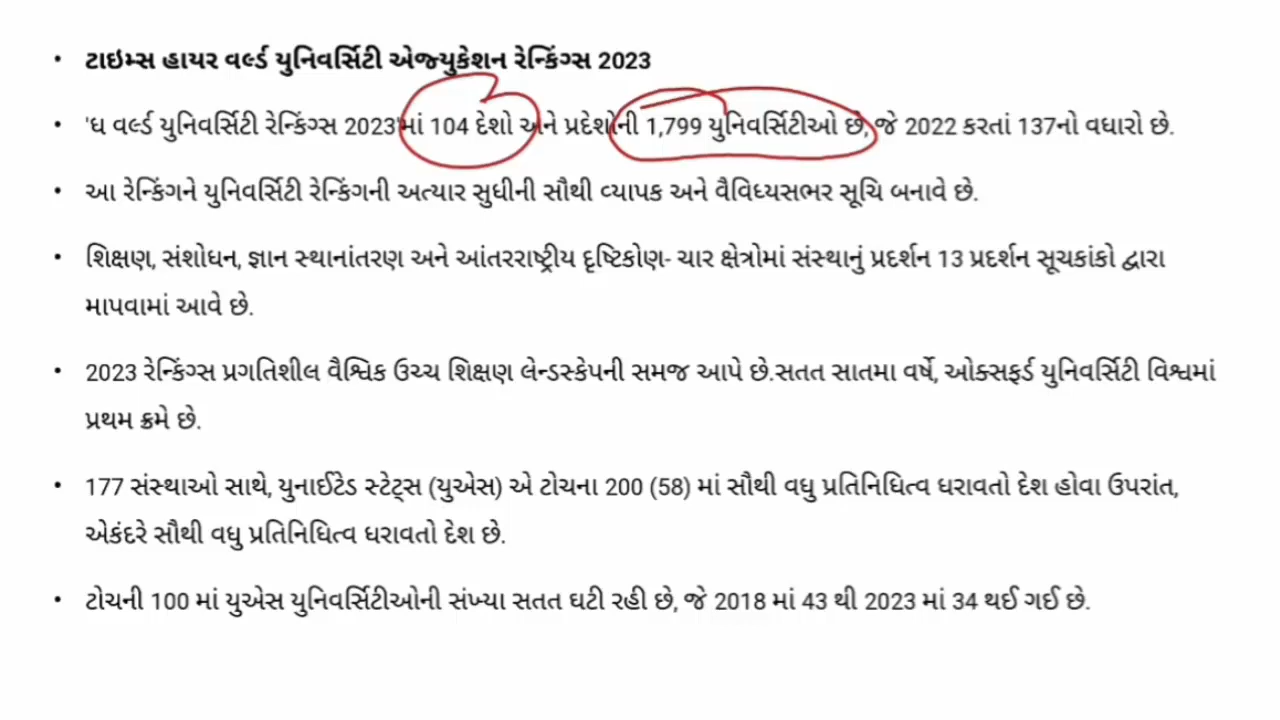 • ટાઇમ્સ હાયર વર્લ્ડ યુનિવર્સિટી એજ્યુકેશન રેન્કિંગ્સ 2023
• 'ધ વર્લ્ડ યુનિવર્સિટી રેન્કિંગ્સ 2023'માં 104 દેશો અને પ્રદેશોની 1,799 યુનિવર્સિટીઓ છે, જે 2022 કરતાં 137નો વધારો છે.
• આ રેન્કિંગને યુનિવર્સિટી રેન્કિંગની અત્યાર સુધીની સૌથી વ્યાપક અને વૈવિધ્યસભર સૂચિ બનાવે છે.
• શિક્ષણ, સંશોધન, જ્ઞાન સ્થાનાંતરણ અને આંતરરાષ્ટ્રીય દૃષ્ટિકોણ- ચાર ક્ષેત્રોમાં સંસ્થાનું પ્રદર્શન 13 પ્રદર્શન સૂચકાંકો દ્વારા
માપવામાં આવે છે.
• 2023 રેન્કિંગ્સ પ્રગતિશીલ વૈશ્વિક ઉચ્ચ શિક્ષણ લેન્ડસ્કેપની સમજ આપે છે.સતત સાતમા વર્ષે, ઓક્સફર્ડ યુનિવર્સિટી વિશ્વમાં
પ્રથમ ક્રમે છે.
• 177 સંસ્થાઓ સાથે, યુનાઈટેડ સ્ટેટ્સ (યુએસ) એ ટોચના 200 (58) માં સૌથી વધુ પ્રતિનિધિત્વ ધરાવતો દેશ હોવા ઉપરાંત,
એકંદરે સૌથી વધુ પ્રતિનિધિત્વ ધરાવતો દેશ છે.
• ટોચની 100 માં યુએસ યુનિવર્સિટીઓની સંખ્યા સતત ઘટી રહી છે, જે 2018 માં 43 થી 2023 માં 34 થઈ ગઈ છે.